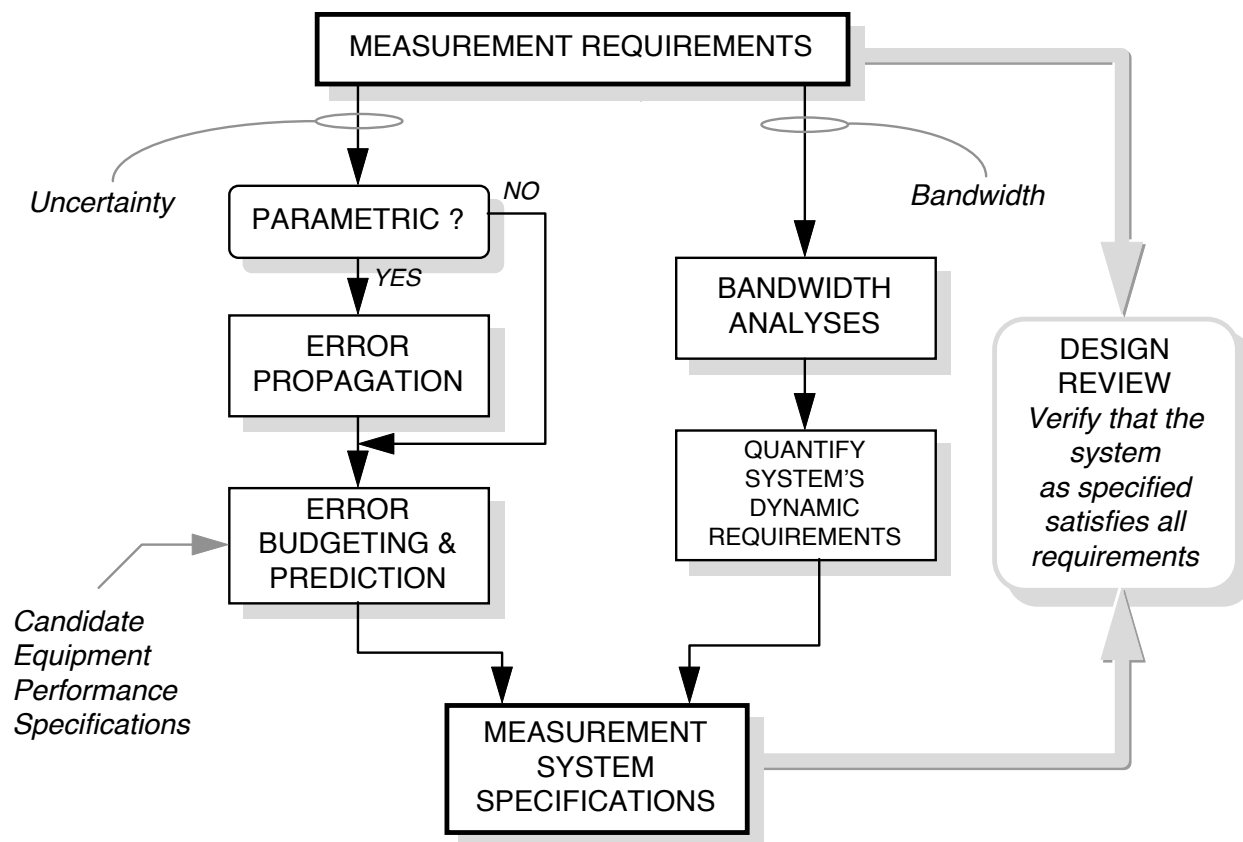 MEASUREMENT REQUIREMENTS
Uncertainty
Bandwidth
PARAMETRIC ?
NO
YES
ERROR
PROPAGATION
ERROR
BUDGETING &
PREDICTION
Candidate
Equipment
Performance
Specifications
BANDWIDTH
ANALYSES
QUANTIFY
SYSTEM'S
DYNAMIC
REQUIREMENTS
DESIGN
REVIEW
Verify that the
system
as specified
satisfies all
requirements
MEASUREMENT
SYSTEM
SPECIFICATIONS